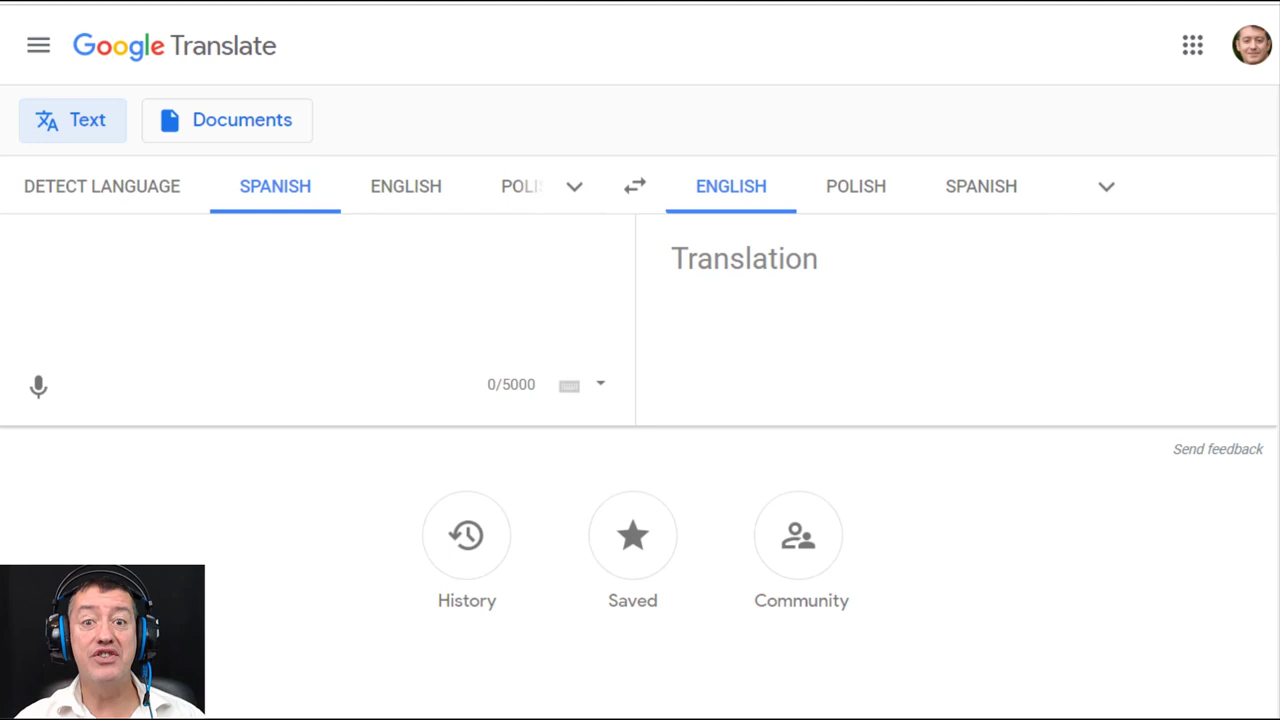 Google Translate
Text Documents
DETECT LANGUAGE SPANISH ENGLISH POLI ENGLISH POLISH SPANISH
Translation
0/5000
Send feedback
History Saved Community